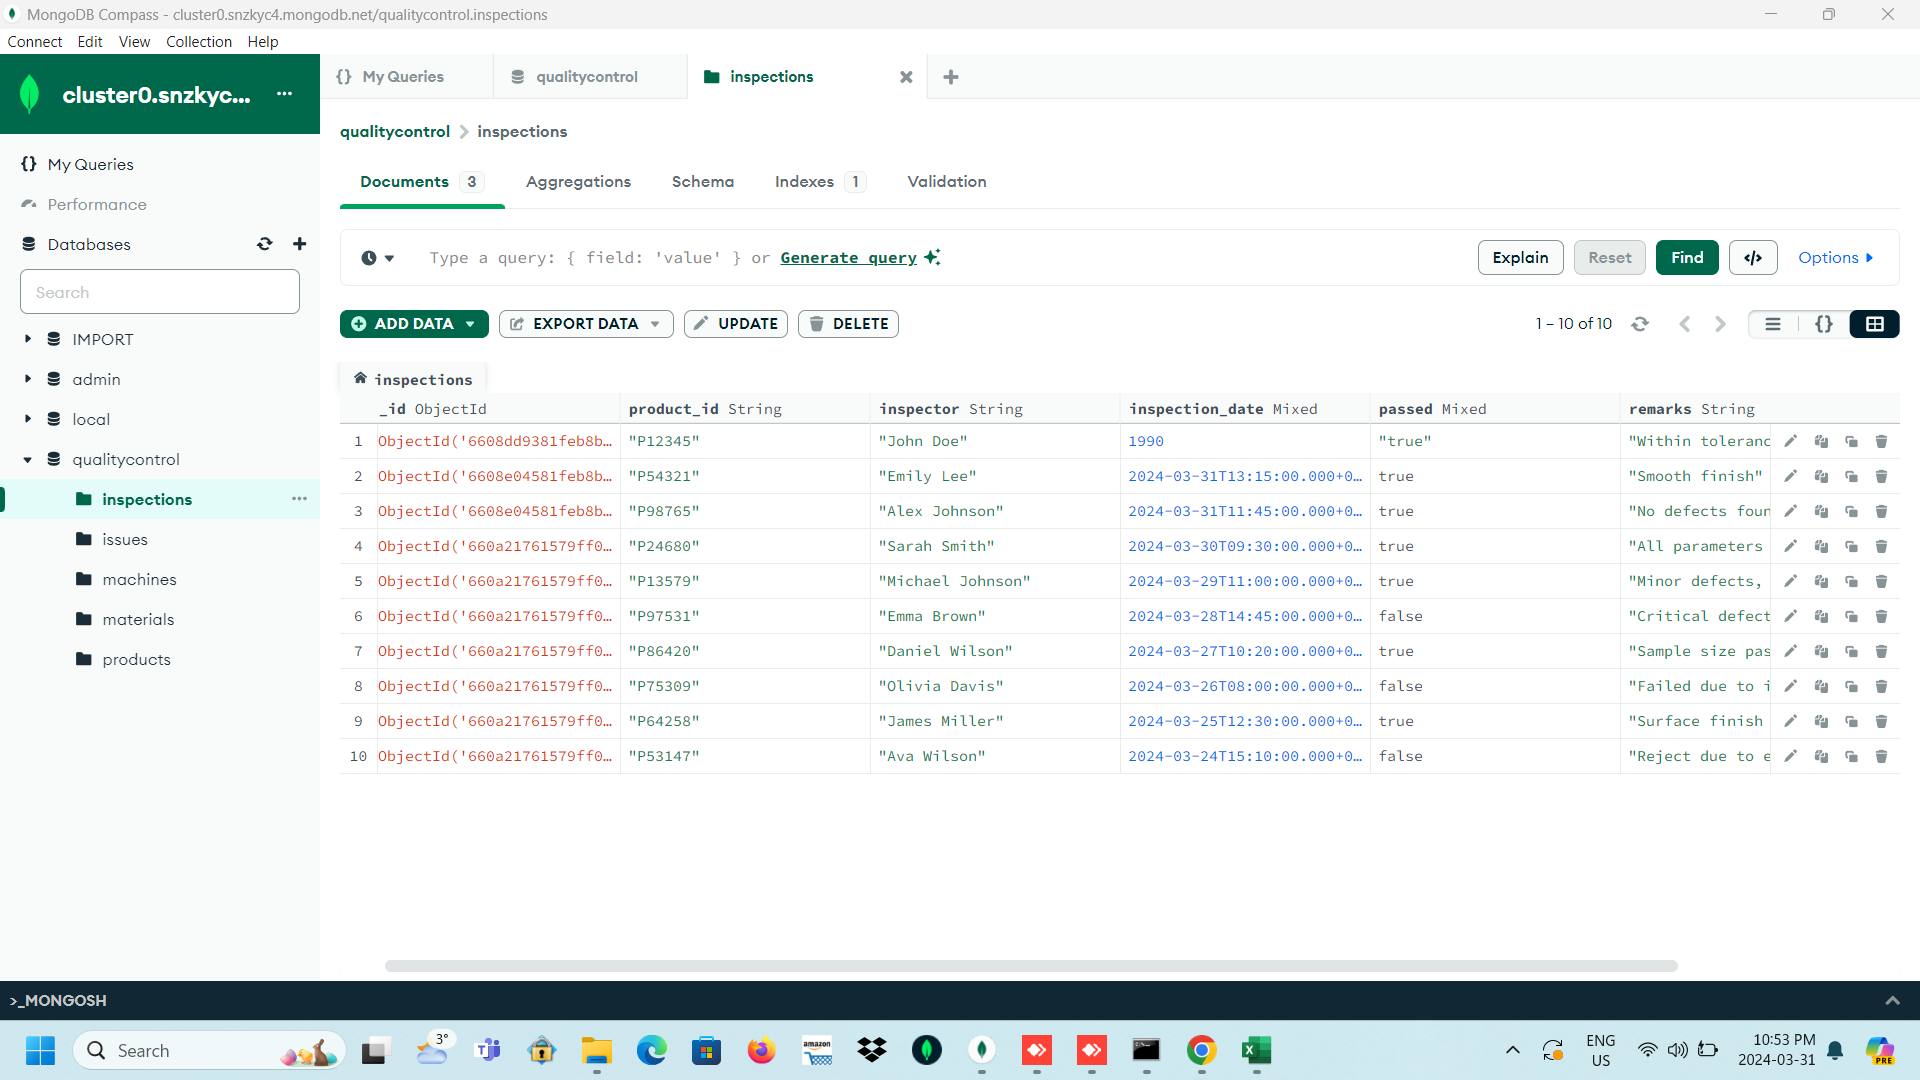 MongoDB Compass - cluster0.snzkyc4.mongodb.net/qualitycontrol.inspections
Connect Edit View Collection Help
cluster0.snzkyc... ...
My Queries
Performance
Databases
Search
IMPORT
admin
local
qualitycontrol
inspections ...
issues
machines
materials
products
{} My Queries qualitycontrol inspections
qualitycontrol > inspections
Documents 3 Aggregations Schema Indexes 1 Validation
Type a query: { field: 'value' } or Generate query Explain Reset Find </> Options
ADD DATA EXPORT DATA UPDATE DELETE 1 – 10 of 10 {}
inspections
_id ObjectId product_id String inspector String inspection_date Mixed passed Mixed remarks String
1 ObjectId('6608dd9381feb8b… "P12345" "John Doe" 1990 "true" "Within toleranc
2 ObjectId('6608e04581feb8b… "P54321" "Emily Lee" 2024-03-31T13:15:00.000+0… true "Smooth finish"
3 ObjectId('6608e04581feb8b… "P98765" "Alex Johnson" 2024-03-31T11:45:00.000+0… true "No defects foun
4 ObjectId('660a21761579ff0… "P24680" "Sarah Smith" 2024-03-30T09:30:00.000+0… true "All parameters
5 ObjectId('660a21761579ff0… "P13579" "Michael Johnson" 2024-03-29T11:00:00.000+0… true "Minor defects,
6 ObjectId('660a21761579ff0… "P97531" "Emma Brown" 2024-03-28T14:45:00.000+0… false "Critical defect
7 ObjectId('660a21761579ff0… "P86420" "Daniel Wilson" 2024-03-27T10:20:00.000+0… true "Sample size pas
8 ObjectId('660a21761579ff0… "P75309" "Olivia Davis" 2024-03-26T08:00:00.000+0… false "Failed due to i
9 ObjectId('660a21761579ff0… "P64258" "James Miller" 2024-03-25T12:30:00.000+0… true "Surface finish
10 ObjectId('660a21761579ff0… "P53147" "Ava Wilson" 2024-03-24T15:10:00.000+0… false "Reject due to e
>_MONGOSH
Search 3° amazon ENG 10:53 PM
US 2024-03-31 PRE